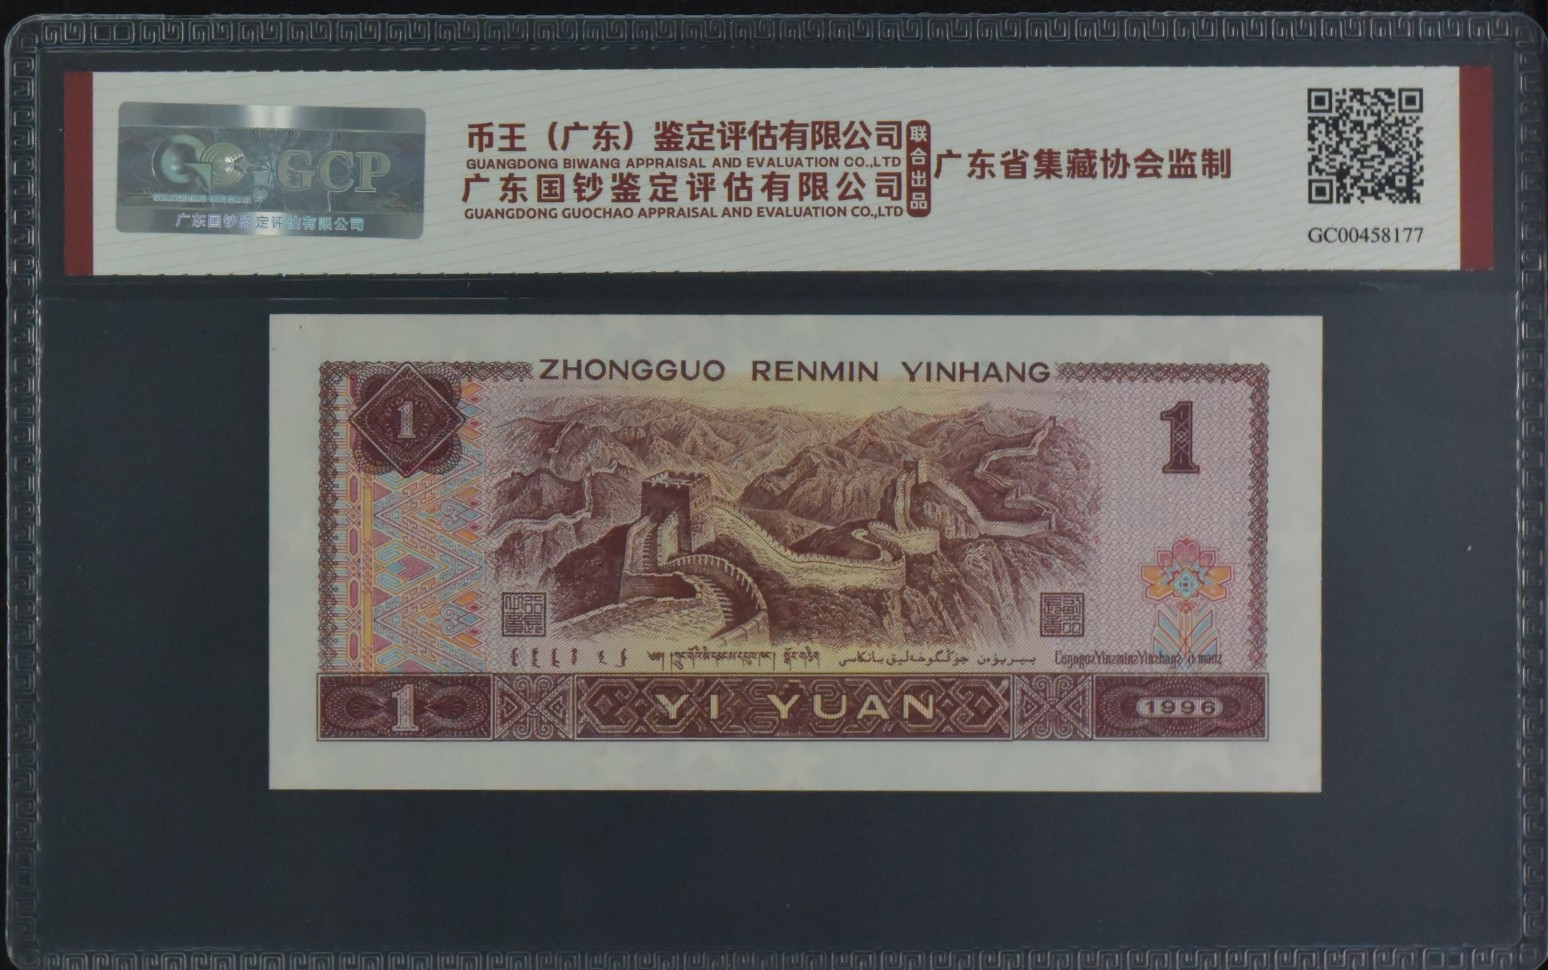 GCP
广东国钞鉴定评估有限公司
币王（广东）鉴定评估有限公司
GUANGDONG BIWANG APPRAISAL AND EVALUATION CO.,LTD
广东国钞鉴定评估有限公司
GUANGDONG GUOCHAO APPRAISAL AND EVALUATION CO.,LTD
联合出品
广东省集藏协会监制
GC00458177
ZHONGGUO RENMIN YINHANG
1
1
1
YI YUAN
1996